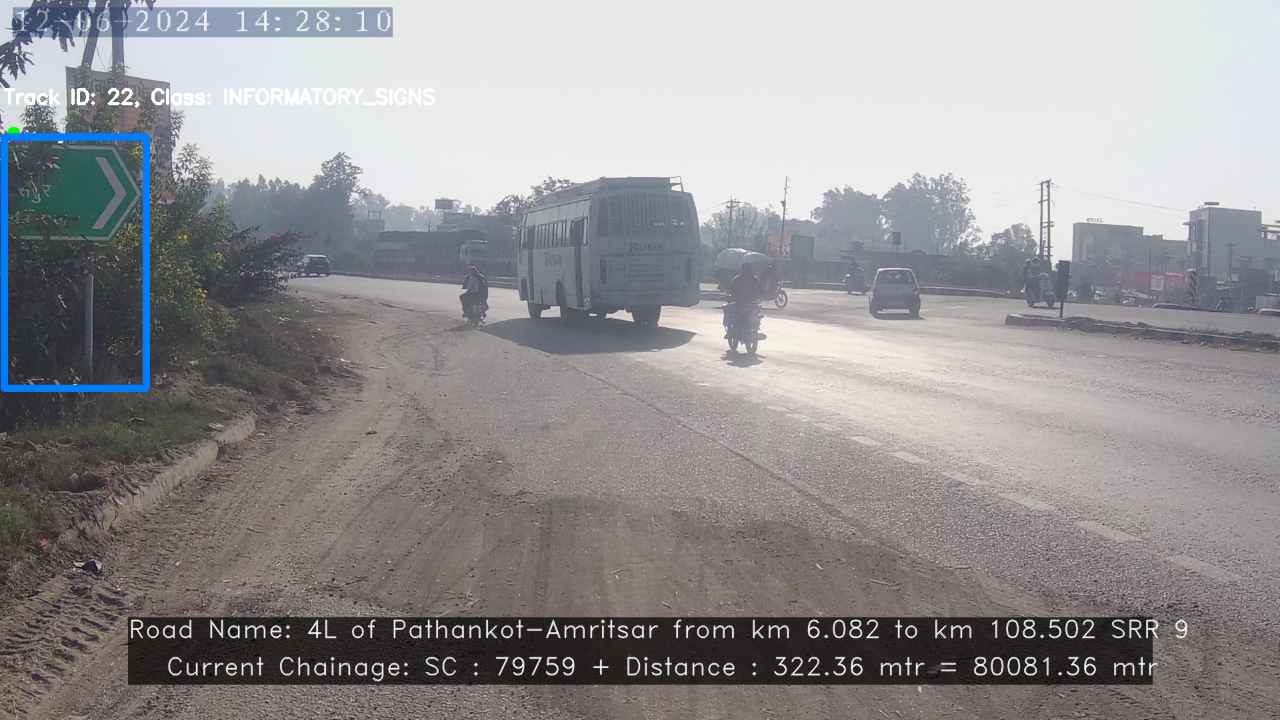 12-06-2024 14:28:10
Track ID: 22, Class: INFORMATORY_SIGNS
Road Name: 4L of Pathankot-Amritsar from km 6.082 to km 108.502 SRR 9
Current Chainage: SC : 79759 + Distance : 322.36 mtr = 80081.36 mtr